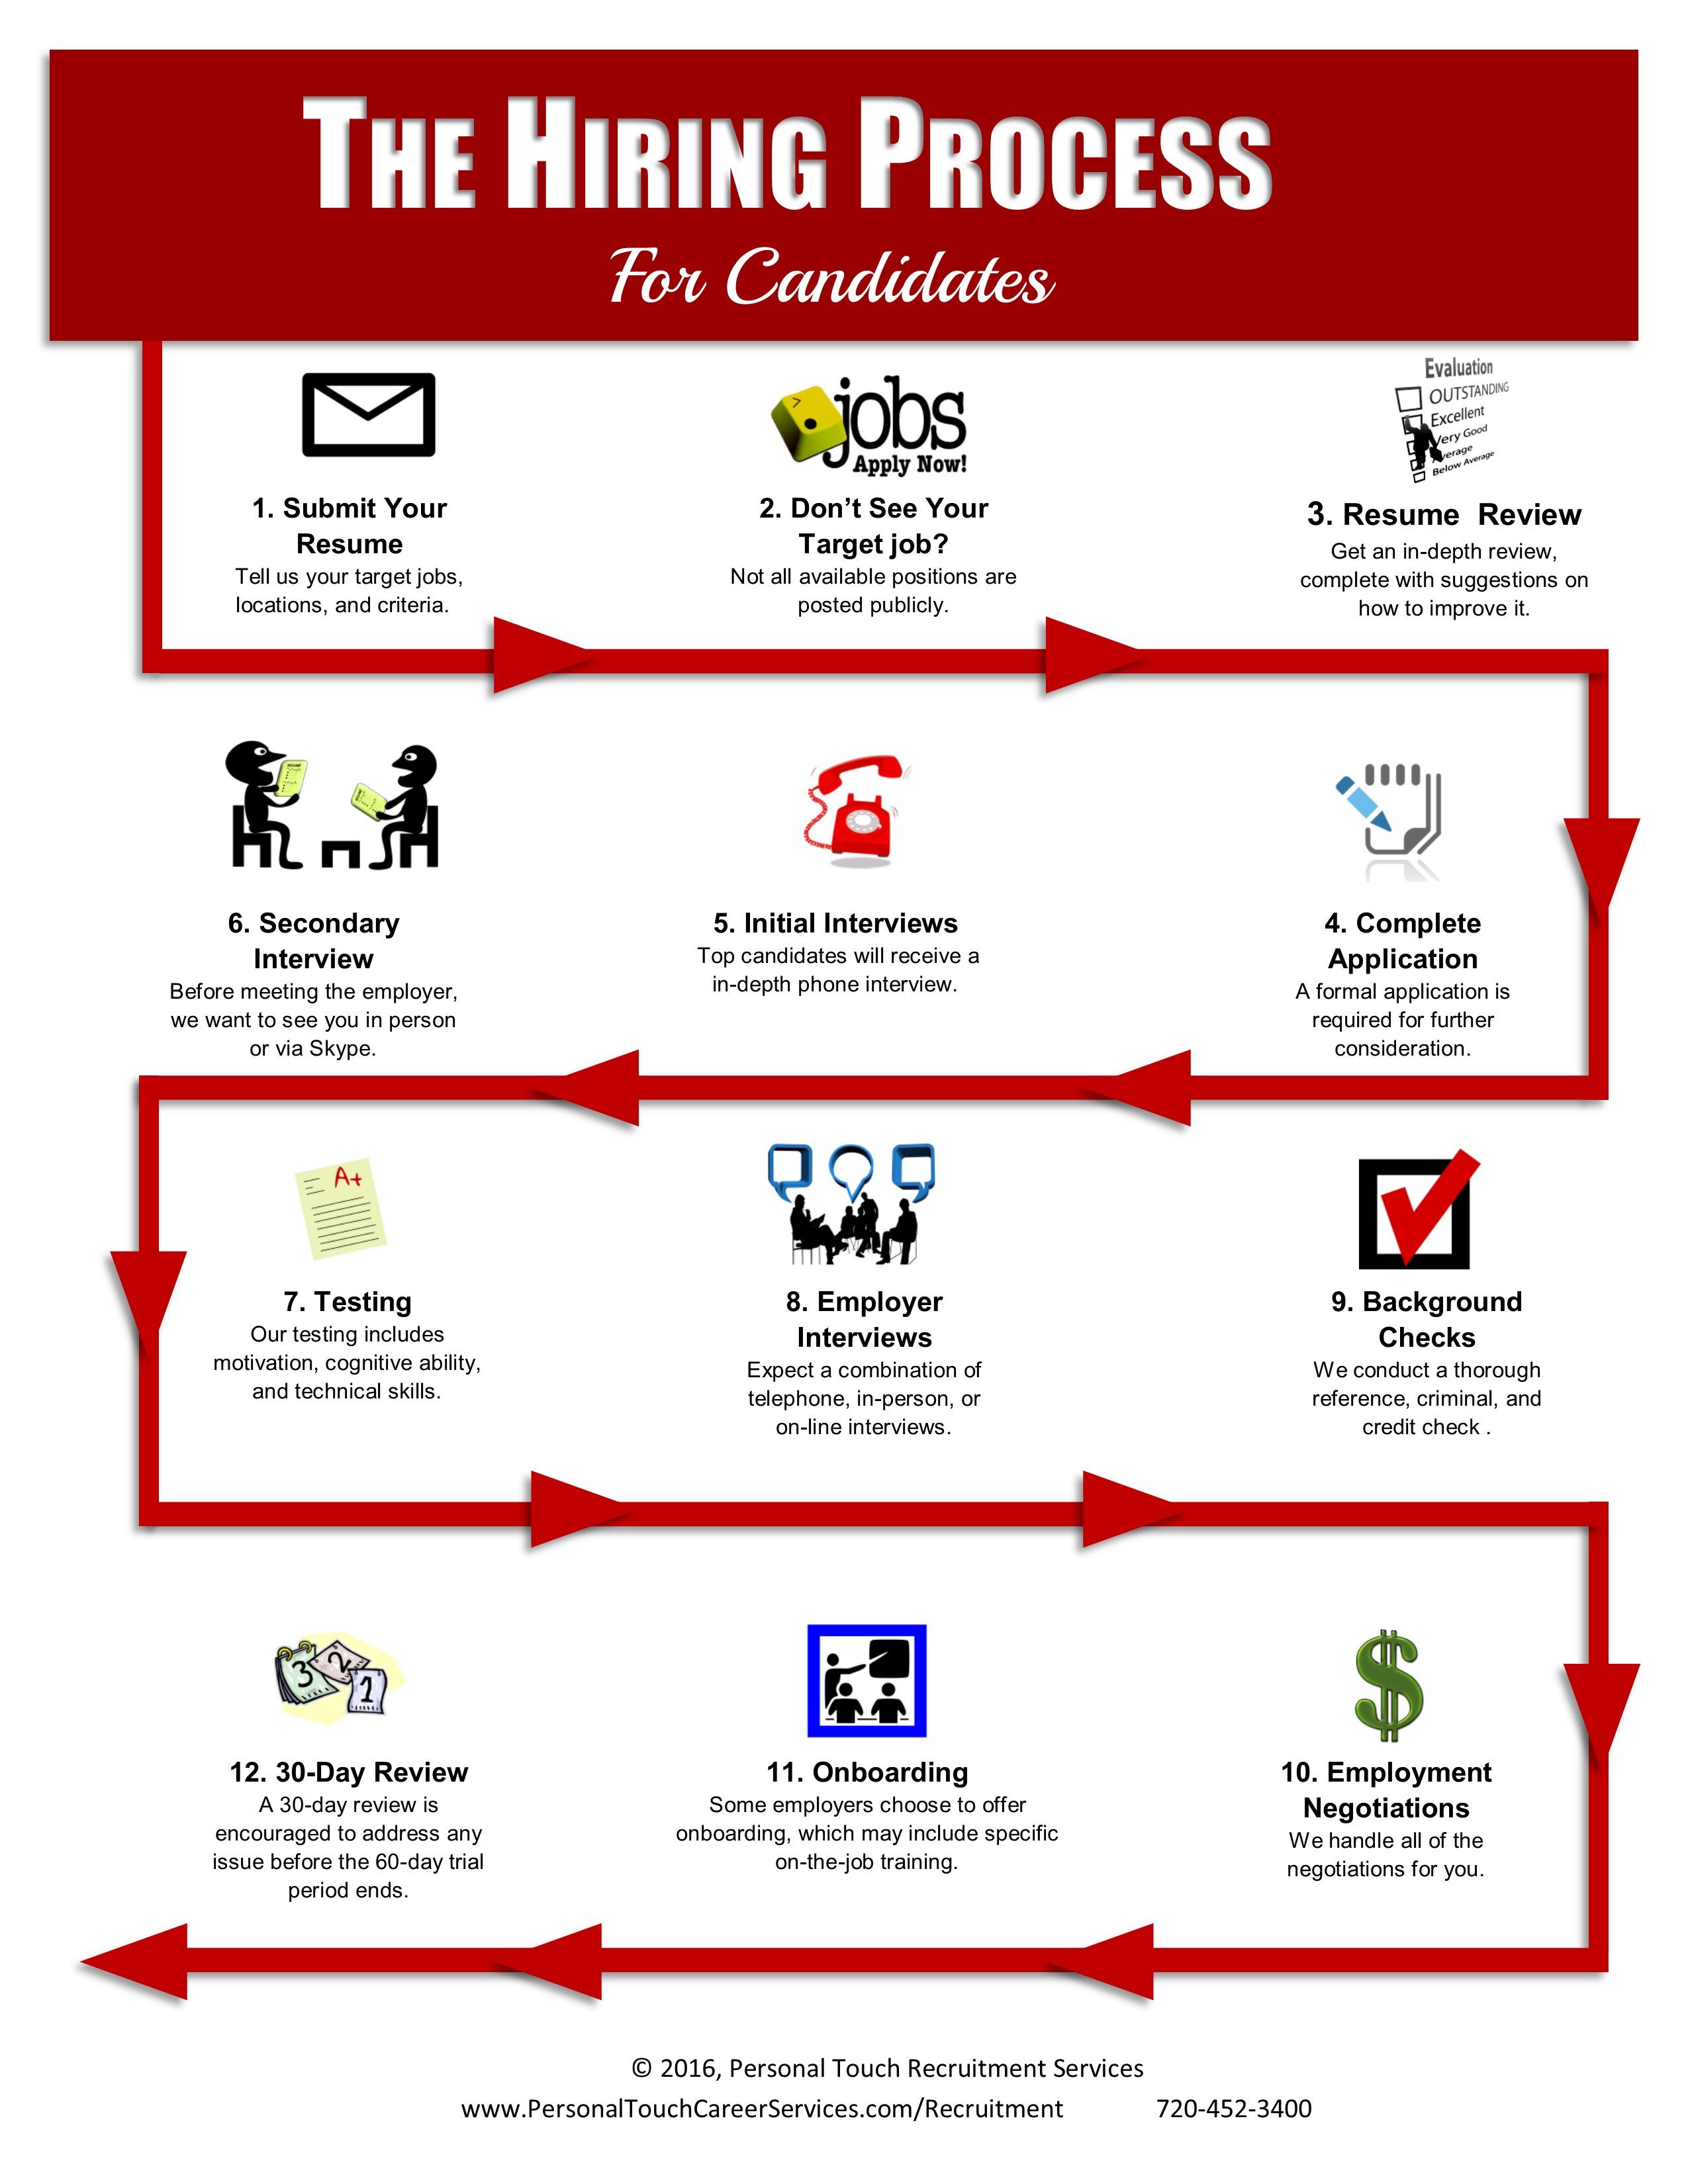 THE HIRING PROCESS
For Candidates
jobs
Apply Now!
Evaluation
OUTSTANDING
Excellent
Very Good
Average
Below Average
1. Submit Your
Resume
Tell us your target jobs,
locations, and criteria.
2. Don’t See Your
Target job?
Not all available positions are
posted publicly.
3. Resume  Review
Get an in-depth review,
complete with suggestions on
how to improve it.
4. Complete
Application
A formal application is
required for further
consideration.
5. Initial Interviews
Top candidates will receive a
in-depth phone interview.
6. Secondary
Interview
Before meeting the employer,
we want to see you in person
or via Skype.
A+
7. Testing
Our testing includes
motivation, cognitive ability,
and technical skills.
8. Employer
Interviews
Expect a combination of
telephone, in-person, or
on-line interviews.
9. Background
Checks
We conduct a thorough
reference, criminal, and
credit check .
10. Employment
Negotiations
We handle all of the
negotiations for you.
11. Onboarding
Some employers choose to offer
onboarding, which may include specific
on-the-job training.
3 2 1
12. 30-Day Review
A 30-day review is
encouraged to address any
issue before the 60-day trial
period ends.
© 2016, Personal Touch Recruitment Services
www.PersonalTouchCareerServices.com/Recruitment 720-452-3400